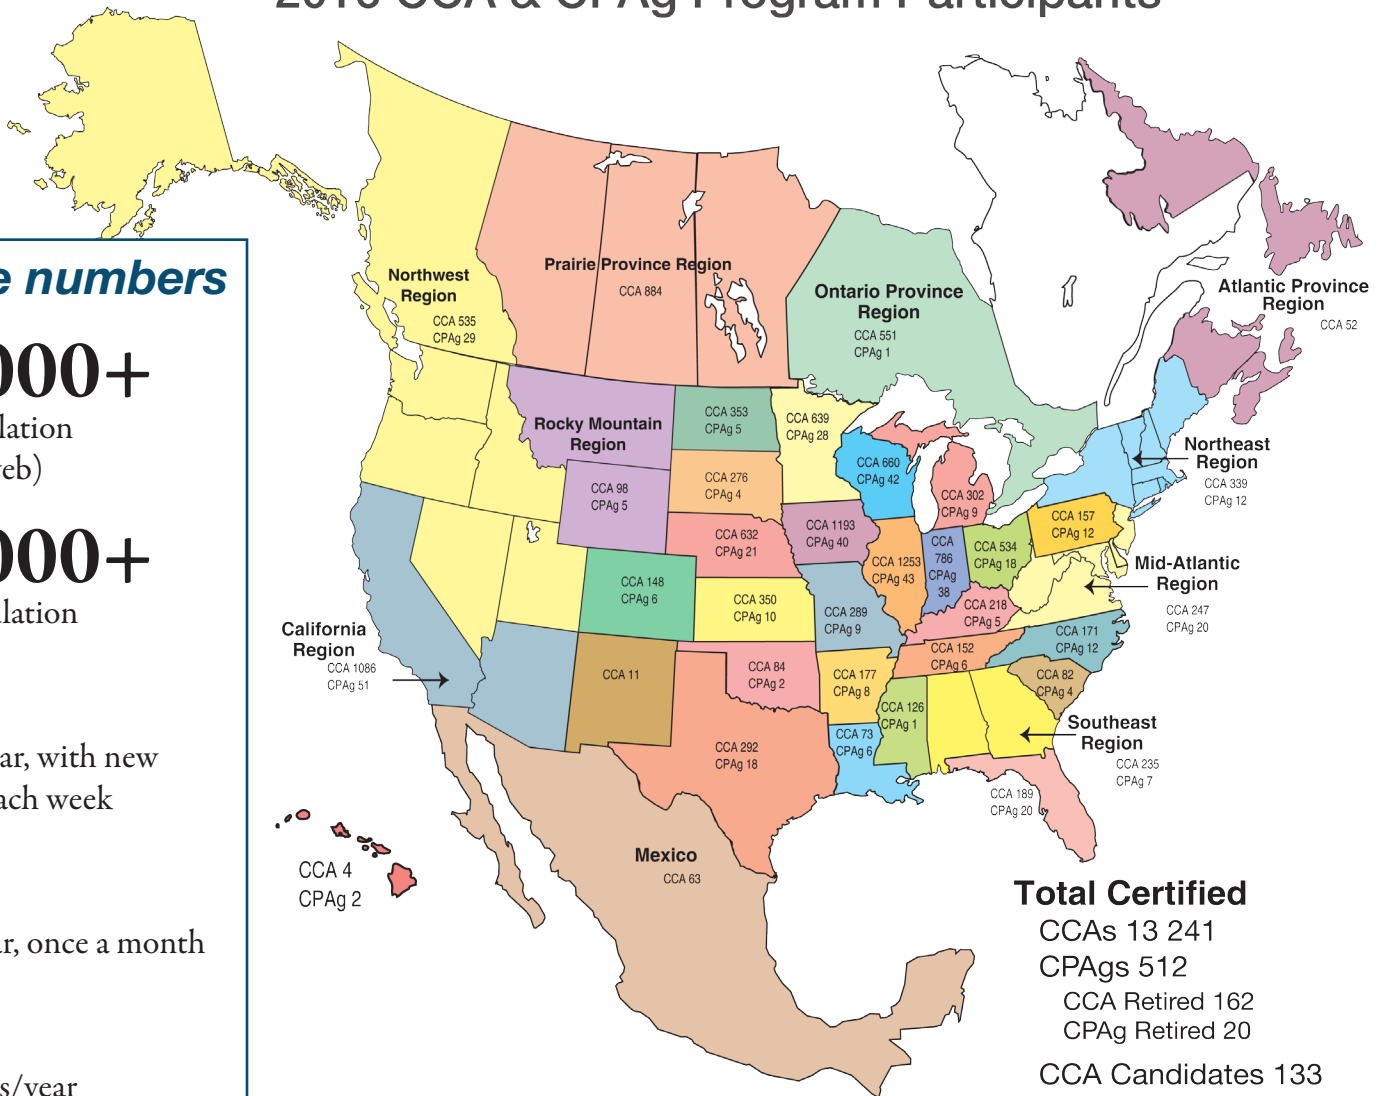 2016 CCA & CPAg Program Participants
e numbers
000+
lation
eb)
000+
ulation
ar, with new
ach week
ar, once a month
s/year
Northwest
Region
CCA 535
CPAg 29
Prairie Province Region
CCA 884
Ontario Province
Region
CCA 551
CPAg 1
Atlantic Province
Region
CCA 52
Rocky Mountain
Region
CCA 98
CPAg 5
CCA 353
CPAg 5
CCA 639
CPAg 28
CCA 276
CPAg 4
CCA 660
CPAg 42
CCA 302
CPAg 9
Northeast
Region
CCA 339
CPAg 12
CCA 632
CPAg 21
CCA 1193
CPAg 40
CCA 1253
CPAg 43
CCA
786
CPAg
38
CCA 534
CPAg 18
CCA 157
CPAg 12
Mid-Atlantic
Region
CCA 247
CPAg 20
CCA 148
CPAg 6
CCA 350
CPAg 10
CCA 289
CPAg 9
CCA 218
CPAg 5
CCA 171
CPAg 12
California
Region
CCA 1086
CPAg 51
CCA 11
CCA 84
CPAg 2
CCA 177
CPAg 8
CCA 152
CPAg 6
CCA 82
CPAg 4
CCA 126
CPAg 1
CCA 292
CPAg 18
CCA 73
CPAg 6
Southeast
Region
CCA 235
CPAg 7
CCA 189
CPAg 20
CCA 4
CPAg 2
Mexico
CCA 63
Total Certified
CCAs 13 241
CPAgs 512
CCA Retired 162
CPAg Retired 20
CCA Candidates 133